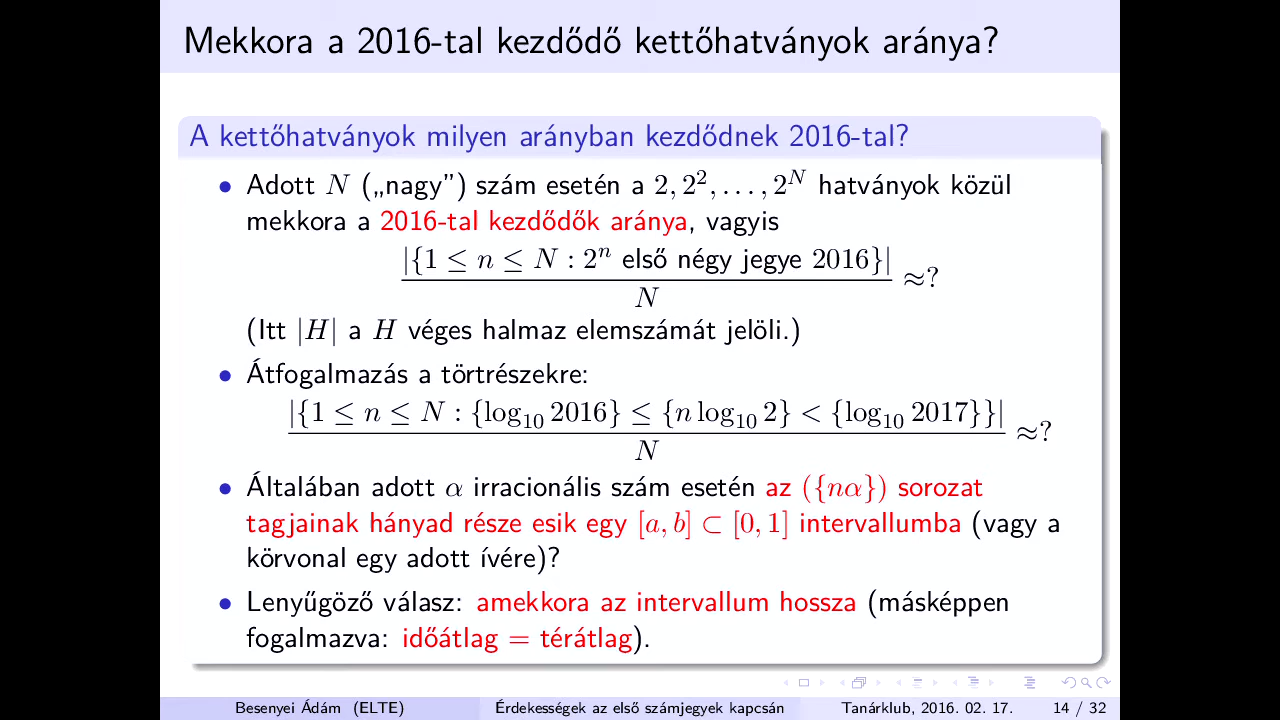 Mekkora a 2016-tal kezdődő kettőhatványok aránya?
A kettőhatványok milyen arányban kezdődnek 2016-tal?
• Adott N („nagy”) szám esetén a 2, 2², . . . , 2ᴺ hatványok közül
mekkora a 2016-tal kezdődők aránya, vagyis
|{1 ≤ n ≤ N : 2ⁿ első négy jegye 2016}|
≈?
N
(Itt |H| a H véges halmaz elemszámát jelöli.)
• Átfogalmazás a törtrészekre:
|{1 ≤ n ≤ N : {log₁₀ 2016} ≤ {n log₁₀ 2} < {log₁₀ 2017}}|
≈?
N
• Általában adott α irracionális szám esetén az ({nα}) sorozat
tagjainak hányad része esik egy [a, b] ⊂ [0, 1] intervallumba (vagy a
körvonal egy adott ívére)?
• Lenyűgöző válasz: amekkora az intervallum hossza (másképpen
fogalmazva: időátlag = térátlag).
Besenyei Ádám (ELTE) Érdekességek az első számjegyek kapcsán Tanárklub, 2016. 02. 17. 14 / 32